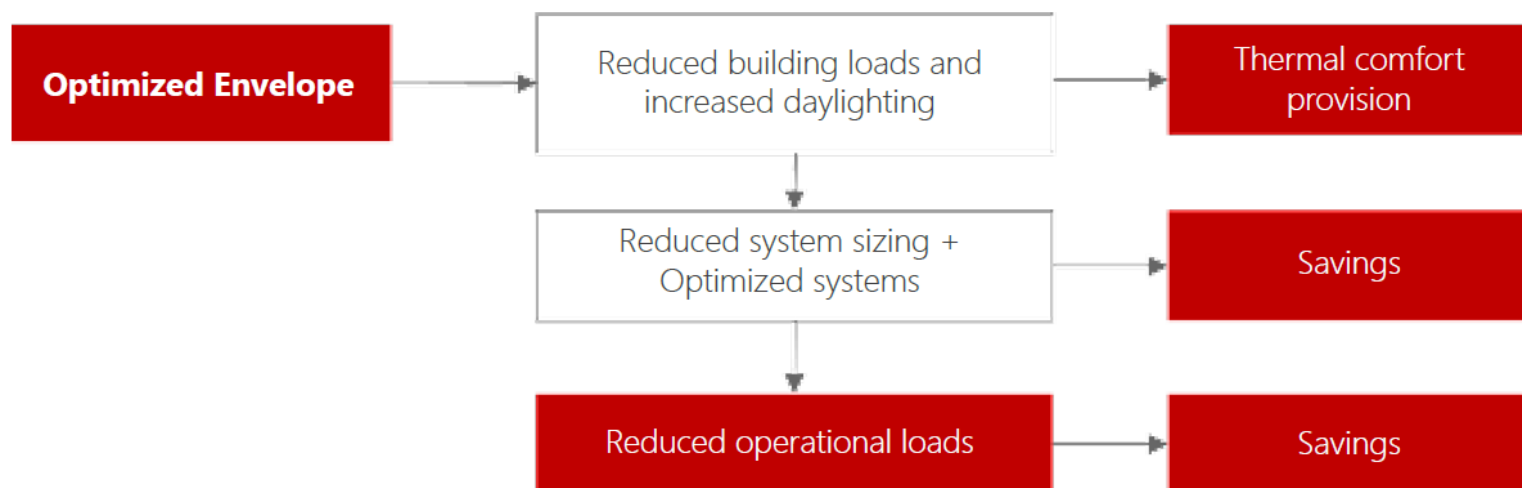 Optimized Envelope
Reduced building loads and
increased daylighting
Thermal comfort
provision
Reduced system sizing +
Optimized systems
Savings
Reduced operational loads
Savings